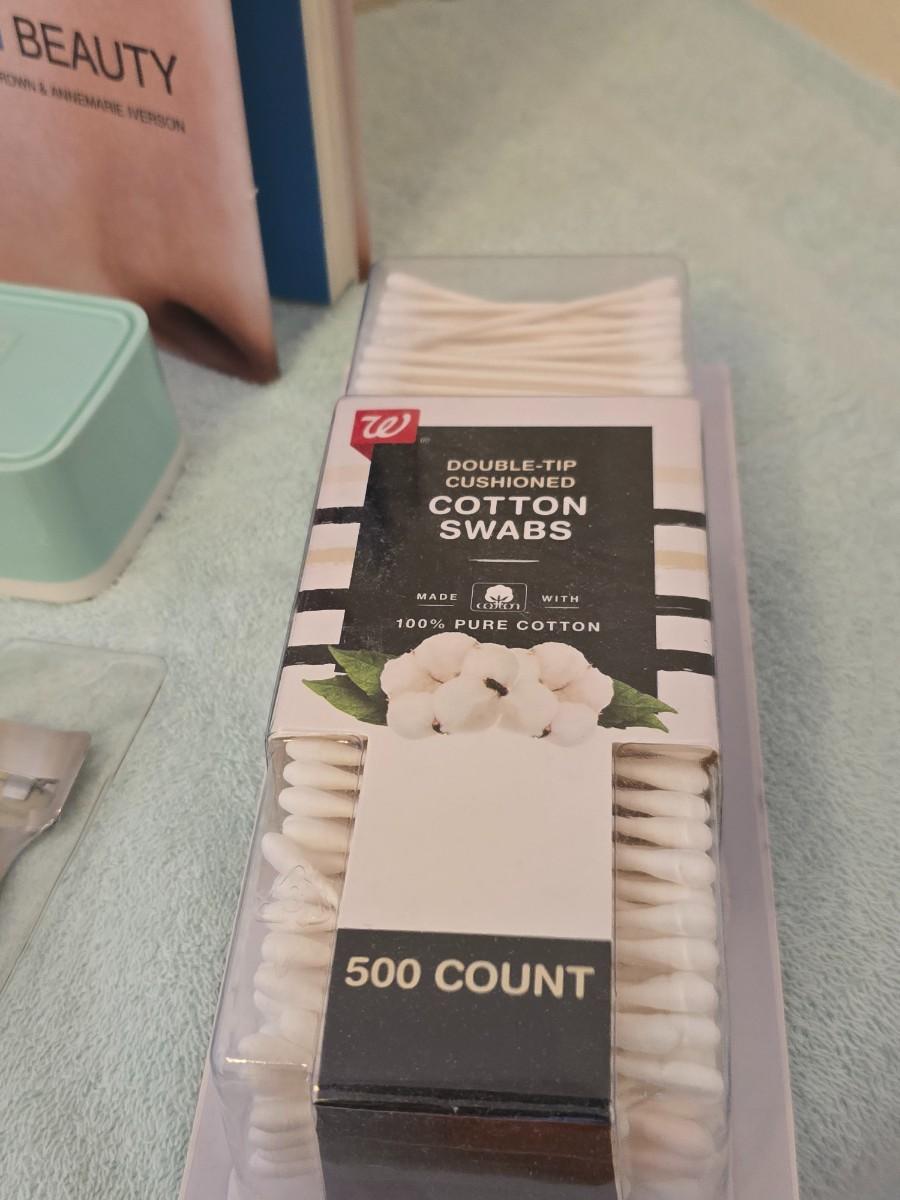 BEAUTY
ROWN & ANNEMARIE IVERSON
W
®
DOUBLE-TIP
CUSHIONED
COTTON
SWABS
MADE cotton WITH
100% PURE COTTON
500 COUNT